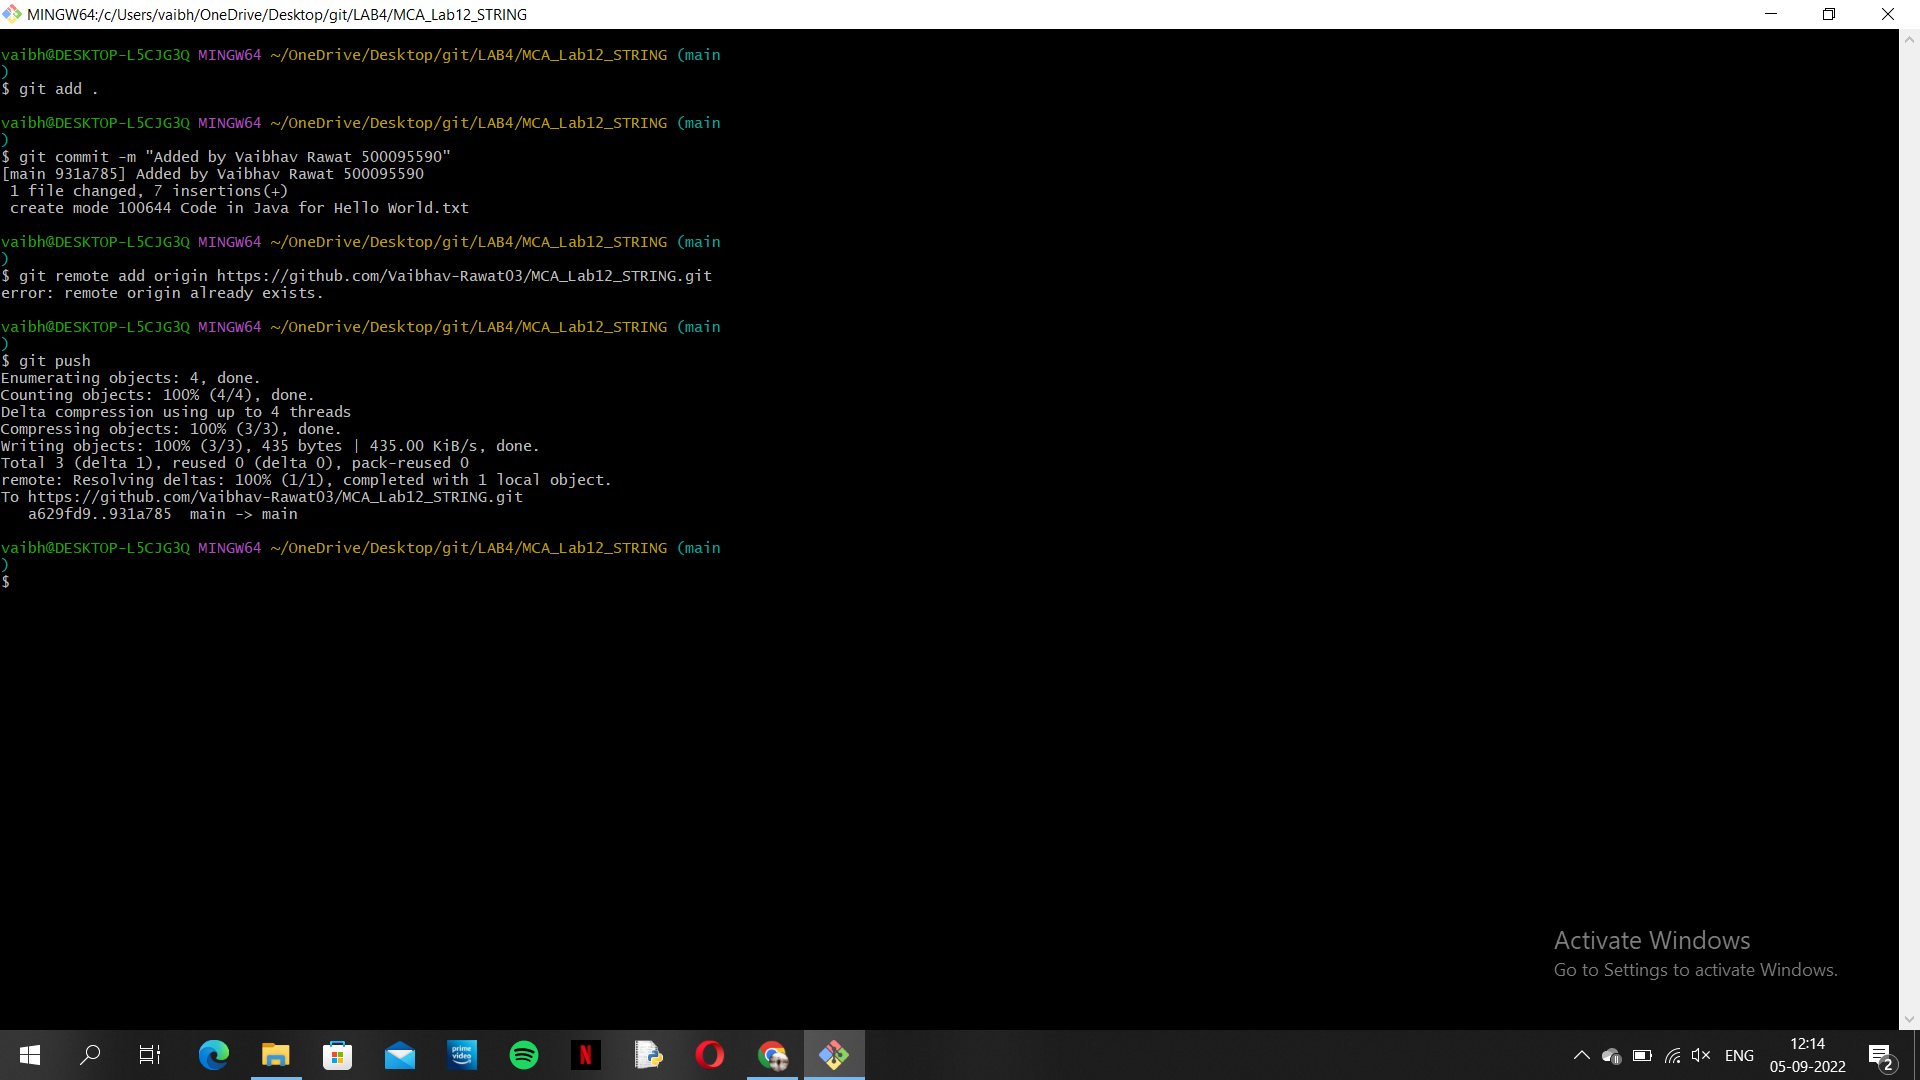 MINGW64:/c/Users/vaibh/OneDrive/Desktop/git/LAB4/MCA_Lab12_STRING
vaibh@DESKTOP-L5CJG3Q MINGW64 ~/OneDrive/Desktop/git/LAB4/MCA_Lab12_STRING (main
)
$ git add .
vaibh@DESKTOP-L5CJG3Q MINGW64 ~/OneDrive/Desktop/git/LAB4/MCA_Lab12_STRING (main
)
$ git commit -m "Added by Vaibhav Rawat 500095590"
[main 931a785] Added by Vaibhav Rawat 500095590
 1 file changed, 7 insertions(+)
 create mode 100644 Code in Java for Hello World.txt
vaibh@DESKTOP-L5CJG3Q MINGW64 ~/OneDrive/Desktop/git/LAB4/MCA_Lab12_STRING (main
)
$ git remote add origin https://github.com/Vaibhav-Rawat03/MCA_Lab12_STRING.git
error: remote origin already exists.
vaibh@DESKTOP-L5CJG3Q MINGW64 ~/OneDrive/Desktop/git/LAB4/MCA_Lab12_STRING (main
)
$ git push
Enumerating objects: 4, done.
Counting objects: 100% (4/4), done.
Delta compression using up to 4 threads
Compressing objects: 100% (3/3), done.
Writing objects: 100% (3/3), 435 bytes | 435.00 KiB/s, done.
Total 3 (delta 1), reused 0 (delta 0), pack-reused 0
remote: Resolving deltas: 100% (1/1), completed with 1 local object.
To https://github.com/Vaibhav-Rawat03/MCA_Lab12_STRING.git
   a629fd9..931a785  main -> main
vaibh@DESKTOP-L5CJG3Q MINGW64 ~/OneDrive/Desktop/git/LAB4/MCA_Lab12_STRING (main
)
$
Activate Windows
Go to Settings to activate Windows.
prime video
N
ENG
12:14
05-09-2022
2